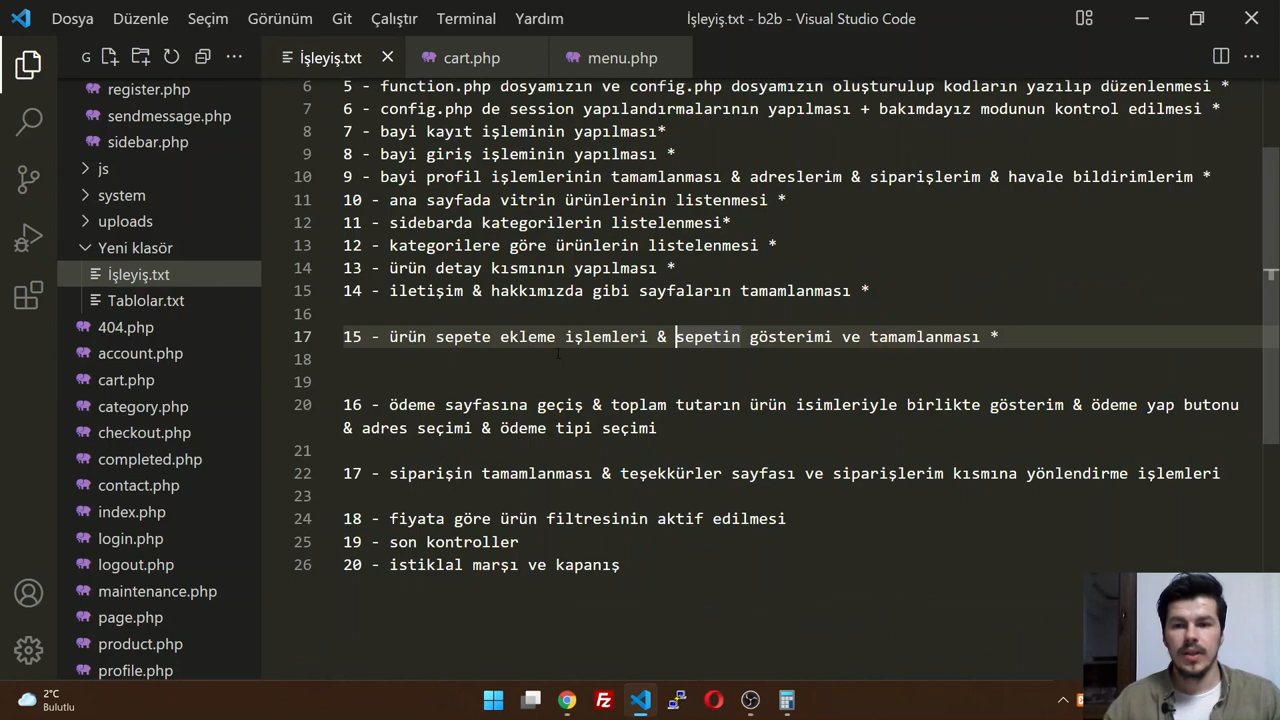 Dosya Düzenle Seçim Görünüm Git Çalıştır Terminal Yardım İşleyiş.txt - b2b - Visual Studio Code
G İşleyiş.txt cart.php menu.php
register.php
sendmessage.php
sidebar.php
js
system
uploads
Yeni klasör
İşleyiş.txt
Tablolar.txt
404.php
account.php
cart.php
category.php
checkout.php
completed.php
contact.php
index.php
login.php
logout.php
maintenance.php
page.php
product.php
profile.php
6 5 - function.php dosyamızın ve config.php dosyamızın oluşturulup kodların yazılıp düzenlenmesi *
7 6 - config.php de session yapılandırmalarının yapılması + bakımdayız modunun kontrol edilmesi *
8 7 - bayi kayıt işleminin yapılması*
9 8 - bayi giriş işleminin yapılması *
10 9 - bayi profil işlemlerinin tamamlanması & adreslerim & siparişlerim & havale bildirimlerim *
11 10 - ana sayfada vitrin ürünlerinin listenmesi *
12 11 - sidebarda kategorilerin listelenmesi*
13 12 - kategorilere göre ürünlerin listelenmesi *
14 13 - ürün detay kısmının yapılması *
15 14 - iletişim & hakkımızda gibi sayfaların tamamlanması *
16
17 15 - ürün sepete ekleme işlemleri & sepetin gösterimi ve tamamlanması *
18
19
20 16 - ödeme sayfasına geçiş & toplam tutarın ürün isimleriyle birlikte gösterim & ödeme yap butonu
& adres seçimi & ödeme tipi seçimi
21
22 17 - siparişin tamamlanması & teşekkürler sayfası ve siparişlerim kısmına yönlendirme işlemleri
23
24 18 - fiyata göre ürün filtresinin aktif edilmesi
25 19 - son kontroller
26 20 - istiklal marşı ve kapanış
2°C
Bulutlu